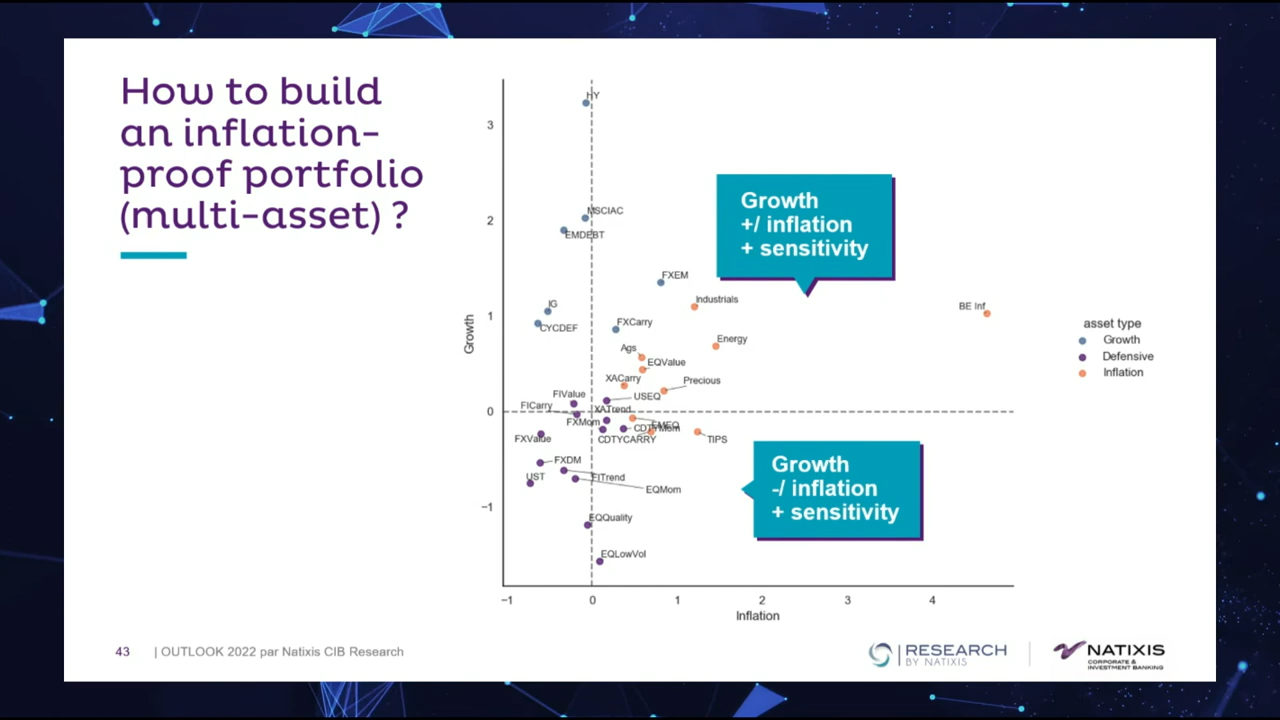 How to build
an inflation-
proof portfolio
(multi-asset) ?
HY
3
MSCIAC
2
EMDEBT
Growth
+/ inflation
+ sensitivity
FXEM
IG
Industrials
BE Inf
1
CYCDEF
FXCarry
Energy
Ags
EQValue
XACarry
Precious
FIValue
USEQ
FICarry
XATrend
0
FXMom
EMEQ
CDTYMom
FXValue
CDTYCARRY
TIPS
FXDM
UST
FITrend
EQMom
−1
EQQuality
EQLowVol
Growth
-/ inflation
+ sensitivity
Growth
−1 0 1 2 3 4
Inflation
asset type
Growth
Defensive
Inflation
43 | OUTLOOK 2022 par Natixis CIB Research
RESEARCH
BY NATIXIS
NATIXIS
CORPORATE &
INVESTMENT BANKING